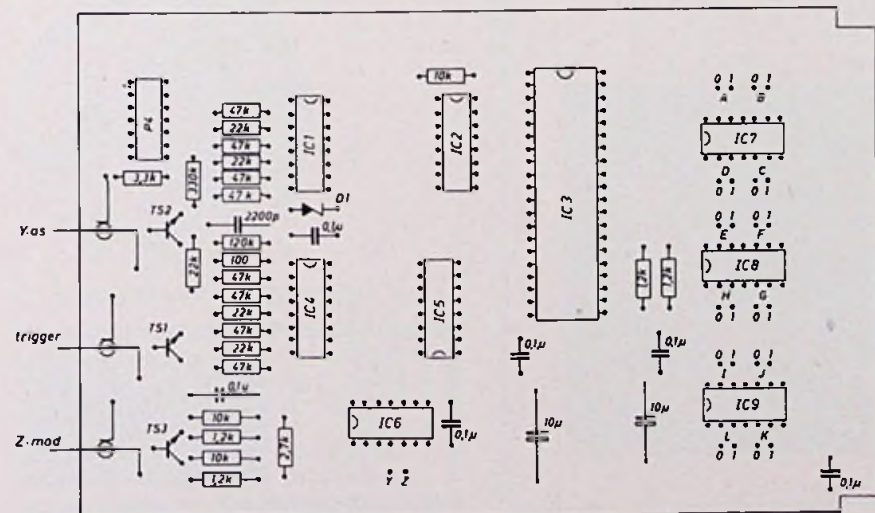 10k
0 1 0 1
A B
P4
47k
22k
47k
22k
47k
47k
IC1
IC2
IC3
IC7
3,3k
330k
D C
0 1 0 1
D1
TS2
2200p
0,1µ
Y.as
22k
120k
100
47k
47k
22k
47k
22k
47k
0 1 0 1
E F
IC4
IC5
1,2k
1,2k
IC8
H G
0 1 0 1
trigger
TS1
0,1µ
0,1µ
0 1 0 1
I J
0,1µ
Z.mod
TS3
10k
1,2k
10k
1,2k
2,7k
IC6
0,1µ
10µ
10µ
IC9
L K
0 1 0 1
Y Z
0,1µ